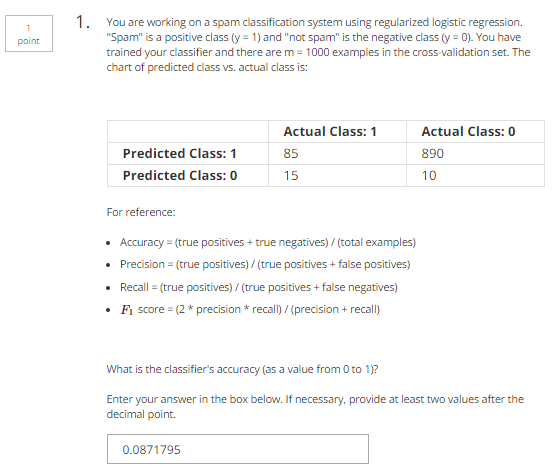 1
point
1.
You are working on a spam classification system using regularized logistic regression.
"Spam" is a positive class (y = 1) and "not spam" is the negative class (y = 0). You have
trained your classifier and there are m = 1000 examples in the cross-validation set. The
chart of predicted class vs. actual class is:
Actual Class: 1 Actual Class: 0
Predicted Class: 1 85 890
Predicted Class: 0 15 10
For reference:
• Accuracy = (true positives + true negatives) / (total examples)
• Precision = (true positives) / (true positives + false positives)
• Recall = (true positives) / (true positives + false negatives)
• F₁ score = (2 * precision * recall) / (precision + recall)
What is the classifier's accuracy (as a value from 0 to 1)?
Enter your answer in the box below. If necessary, provide at least two values after the
decimal point.
0.0871795